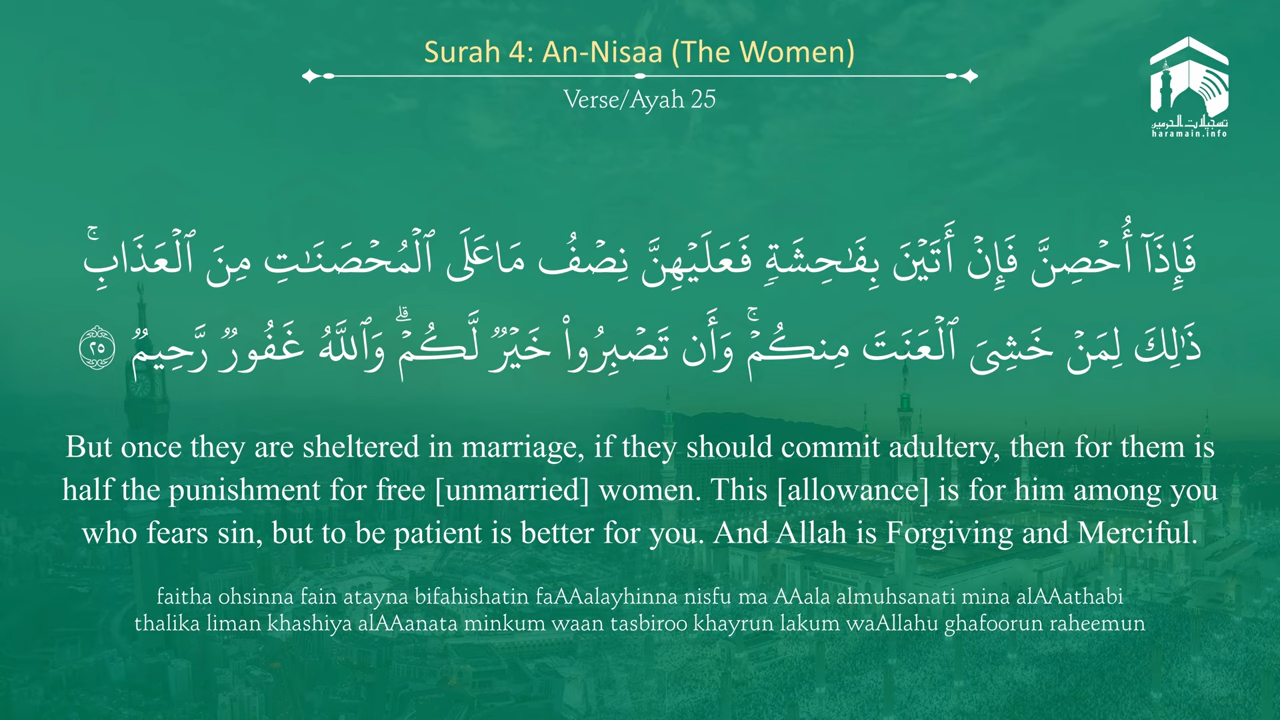 Surah 4: An-Nisaa (The Women)
Verse/Ayah 25
تسجيلات الحرمين
haramain.info
فَإِذَآ أُحْصِنَّ فَإِنْ أَتَيْنَ بِفَـٰحِشَةٍۢ فَعَلَيْهِنَّ نِصْفُ مَا عَلَى ٱلْمُحْصَنَـٰتِ مِنَ ٱلْعَذَابِ ۚ
ذَٰلِكَ لِمَنْ خَشِىَ ٱلْعَنَتَ مِنكُمْ ۚ وَأَن تَصْبِرُوا۟ خَيْرٌۭ لَّكُمْ ۗ وَٱللَّهُ غَفُورٌۭ رَّحِيمٌۭ ٢٥
But once they are sheltered in marriage, if they should commit adultery, then for them is
half the punishment for free [unmarried] women. This [allowance] is for him among you
who fears sin, but to be patient is better for you. And Allah is Forgiving and Merciful.
faitha ohsinna fain atayna bifahishatin faAAalayhinna nisfu ma AAala almuhsanati mina alAAathabi
thalika liman khashiya alAAanata minkum waan tasbiroo khayrun lakum waAllahu ghafoorun raheemun